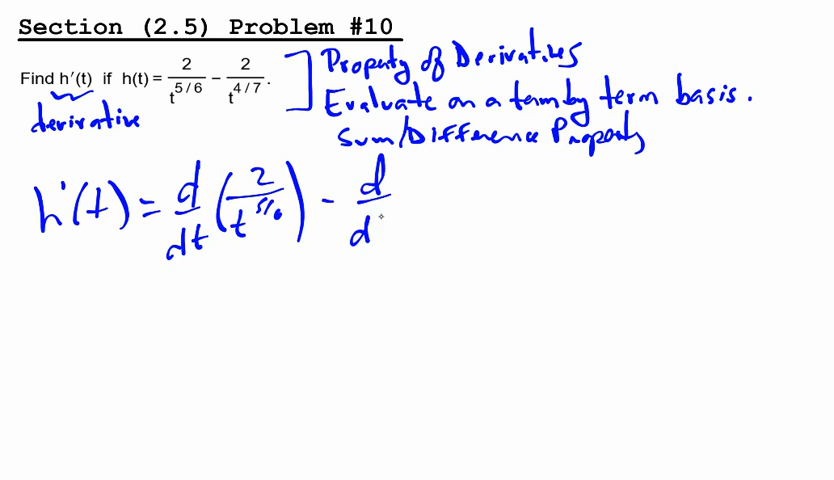 Section (2.5) Problem #10
Find h′(t) if h(t) = 2/t^5/6 − 2/t^4/7.
derivative
Property of Derivatives
Evaluate on a term by term basis.
Sum/Difference Property
h'(t) = d/dt (2/t^5/6) - d/d